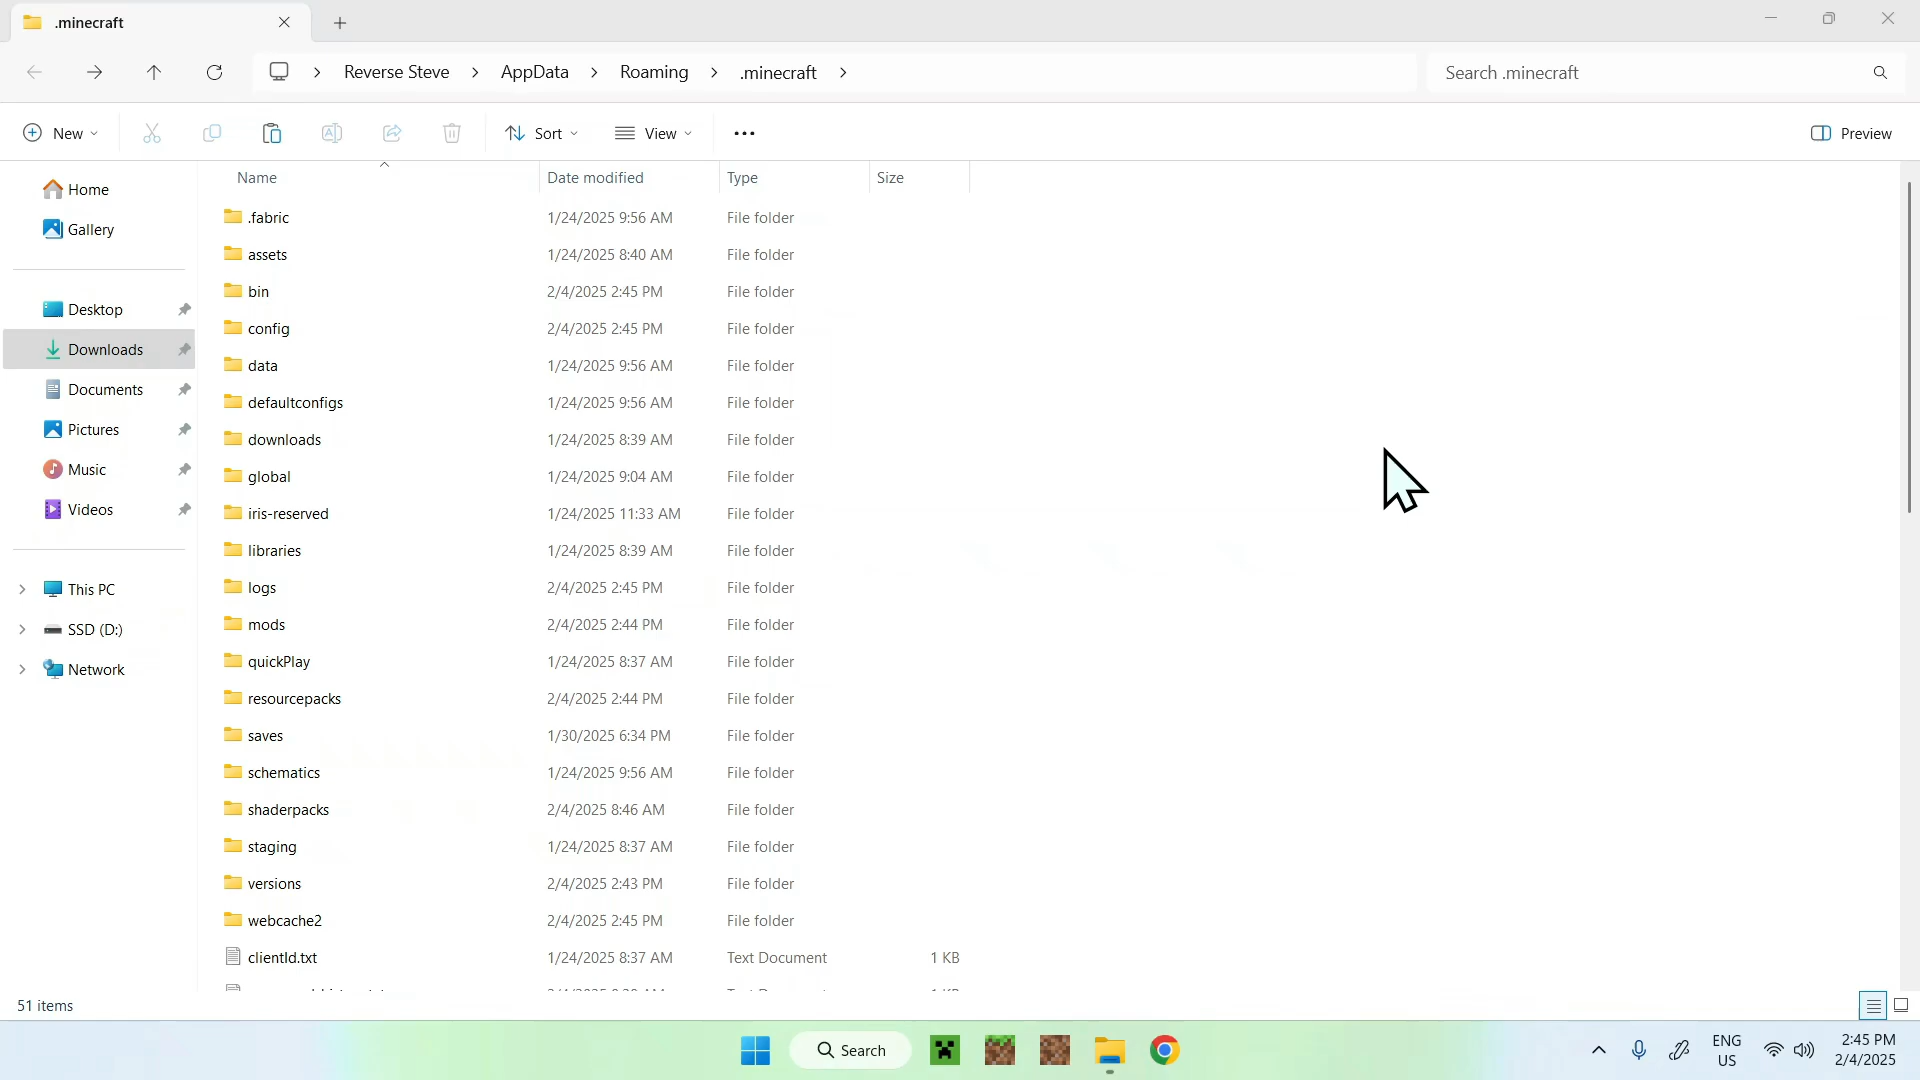 .minecraft
Reverse Steve AppData Roaming .minecraft Search .minecraft
New Sort View Preview
Name Date modified Type Size
Home
Gallery
Desktop
Downloads
Documents
Pictures
Music
Videos
This PC
SSD (D:)
Network
.fabric 1/24/2025 9:56 AM File folder
assets 1/24/2025 8:40 AM File folder
bin 2/4/2025 2:45 PM File folder
config 2/4/2025 2:45 PM File folder
data 1/24/2025 9:56 AM File folder
defaultconfigs 1/24/2025 9:56 AM File folder
downloads 1/24/2025 8:39 AM File folder
global 1/24/2025 9:04 AM File folder
iris-reserved 1/24/2025 11:33 AM File folder
libraries 1/24/2025 8:39 AM File folder
logs 2/4/2025 2:45 PM File folder
mods 2/4/2025 2:44 PM File folder
quickPlay 1/24/2025 8:37 AM File folder
resourcepacks 2/4/2025 2:44 PM File folder
saves 1/30/2025 6:34 PM File folder
schematics 1/24/2025 9:56 AM File folder
shaderpacks 2/4/2025 8:46 AM File folder
staging 1/24/2025 8:37 AM File folder
versions 2/4/2025 2:43 PM File folder
webcache2 2/4/2025 2:45 PM File folder
clientId.txt 1/24/2025 8:37 AM Text Document 1 KB
51 items
Search
ENG
US
2:45 PM
2/4/2025